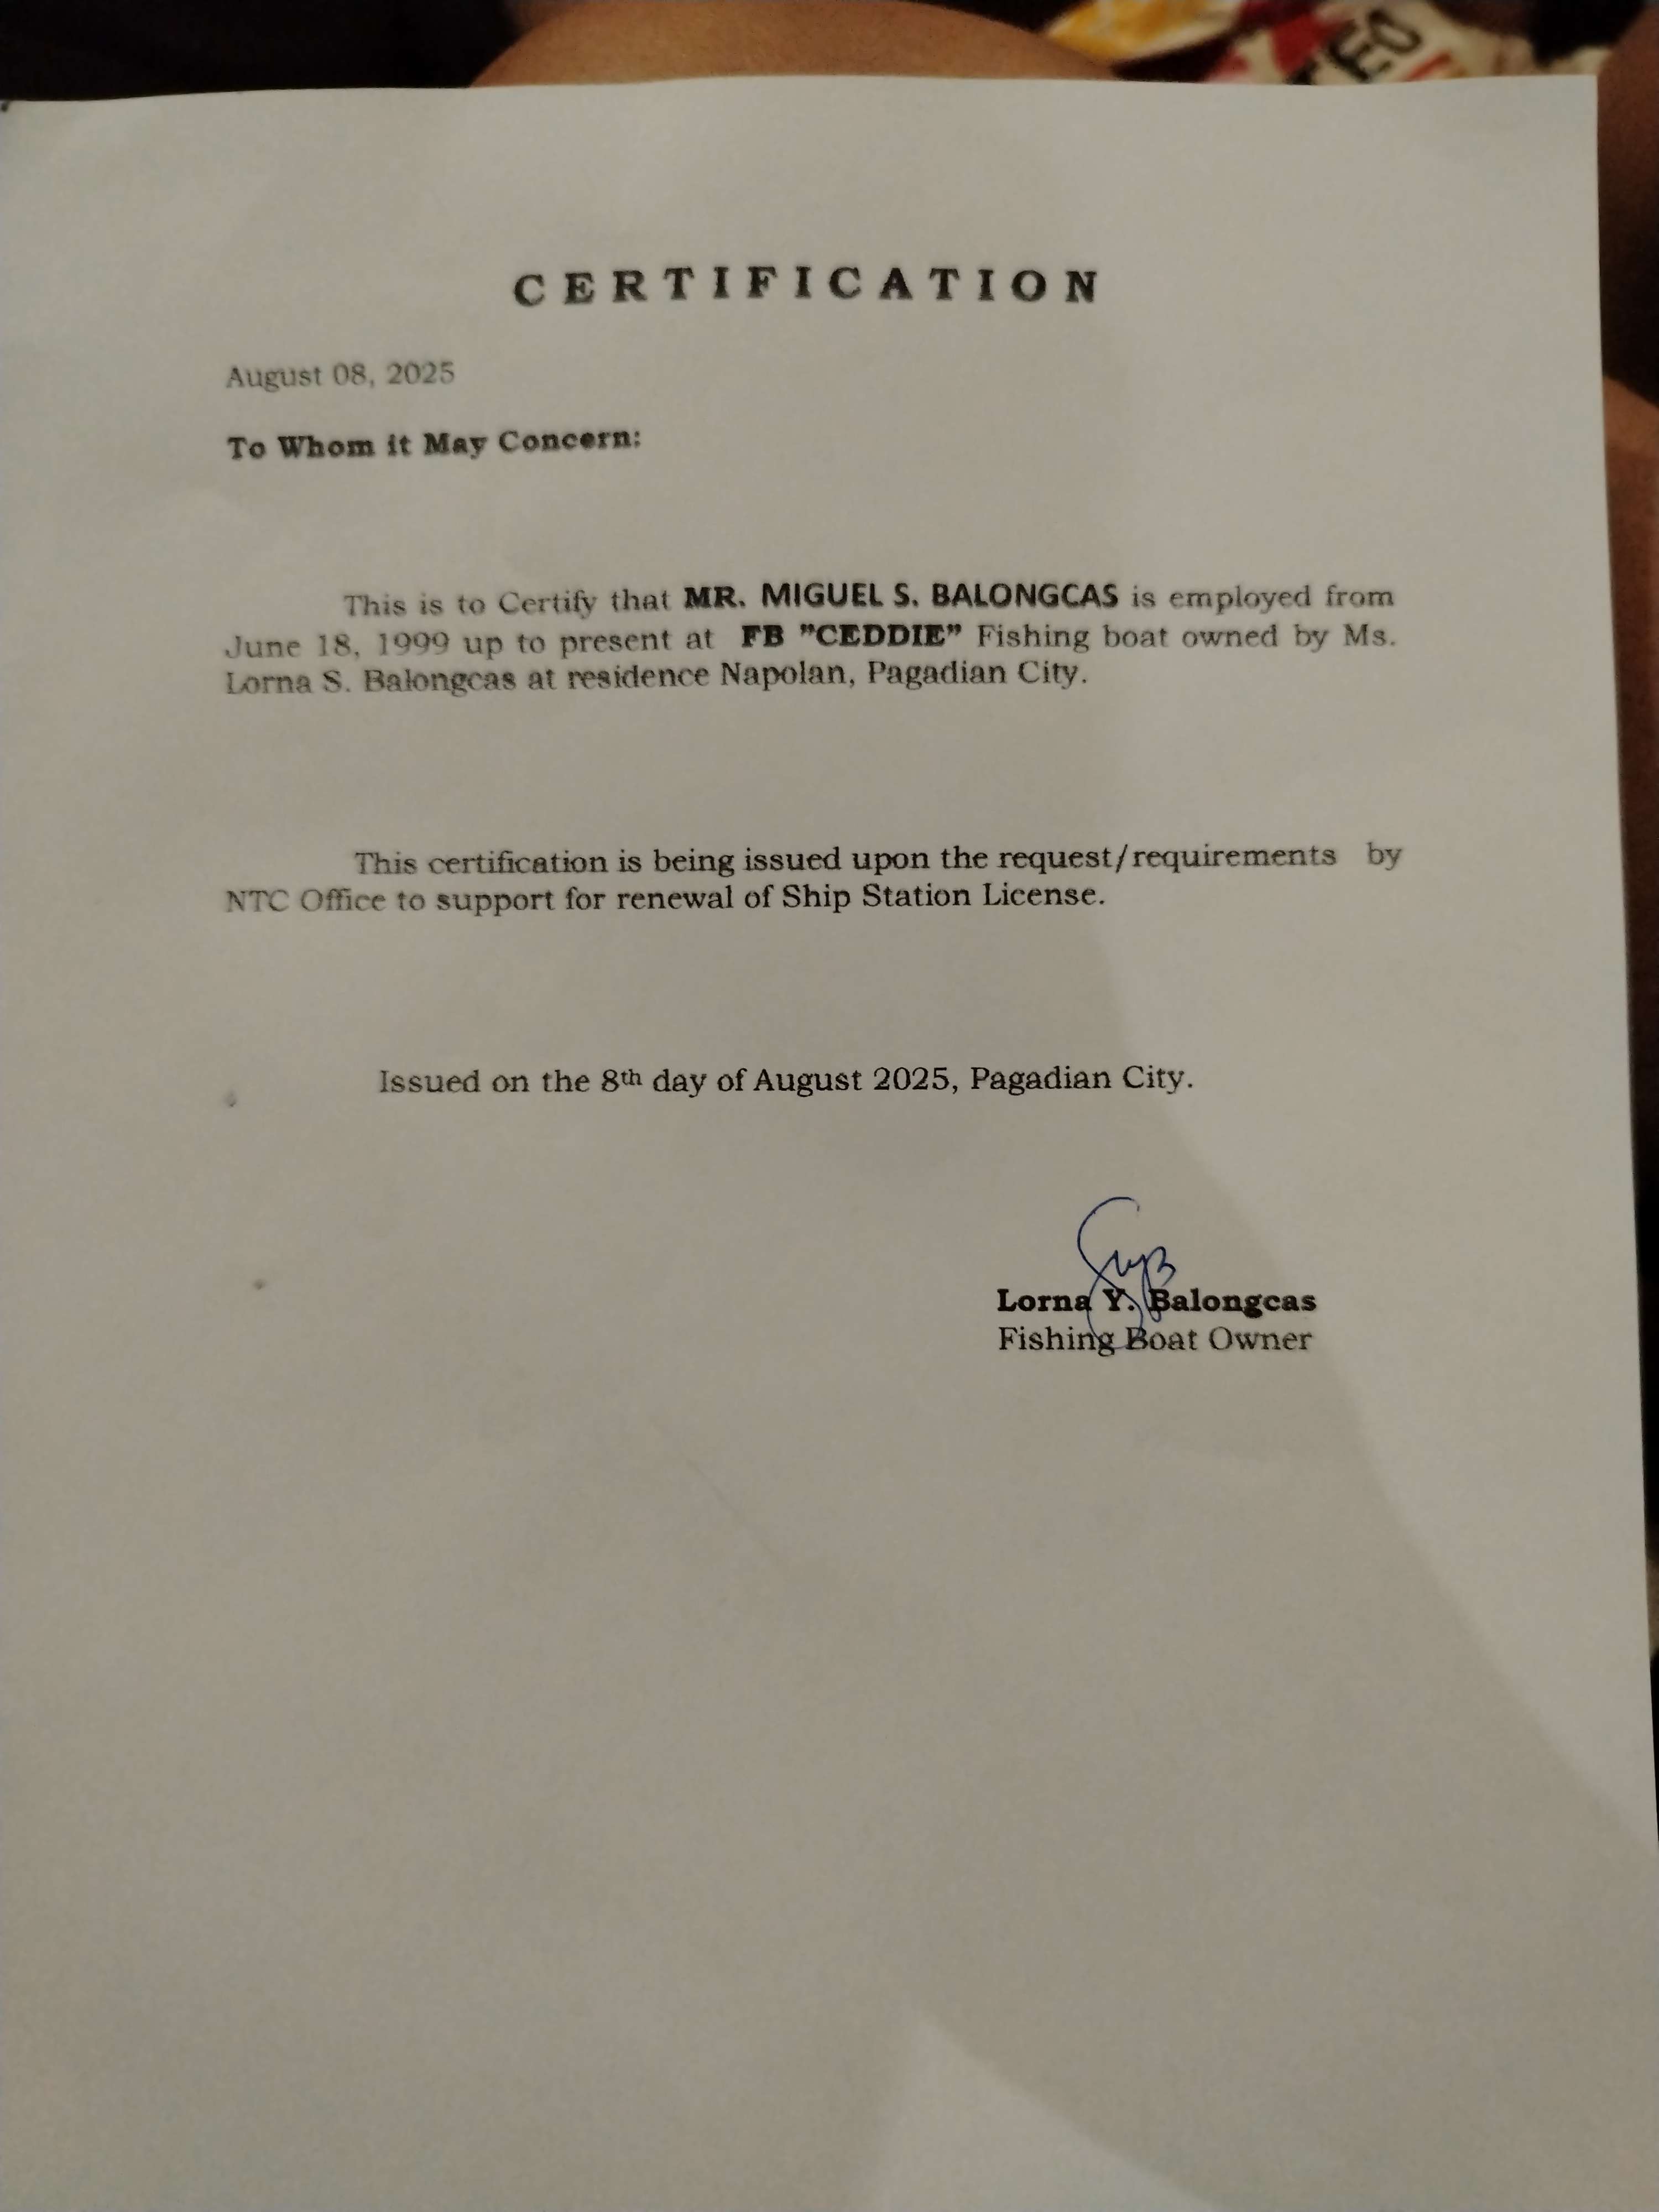 CERTIFICATION
August 08, 2025
To Whom it May Concern:
This is to Certify that MR. MIGUEL S. BALONGCAS is employed from
June 18, 1999 up to present at FB "CEDDIE" Fishing boat owned by Ms.
Lorna S. Balongcas at residence Napolan, Pagadian City.
This certification is being issued upon the request/requirements by
NTC Office to support for renewal of Ship Station License.
Issued on the 8th day of August 2025, Pagadian City.
Lorna Y. Balongcas
Fishing Boat Owner